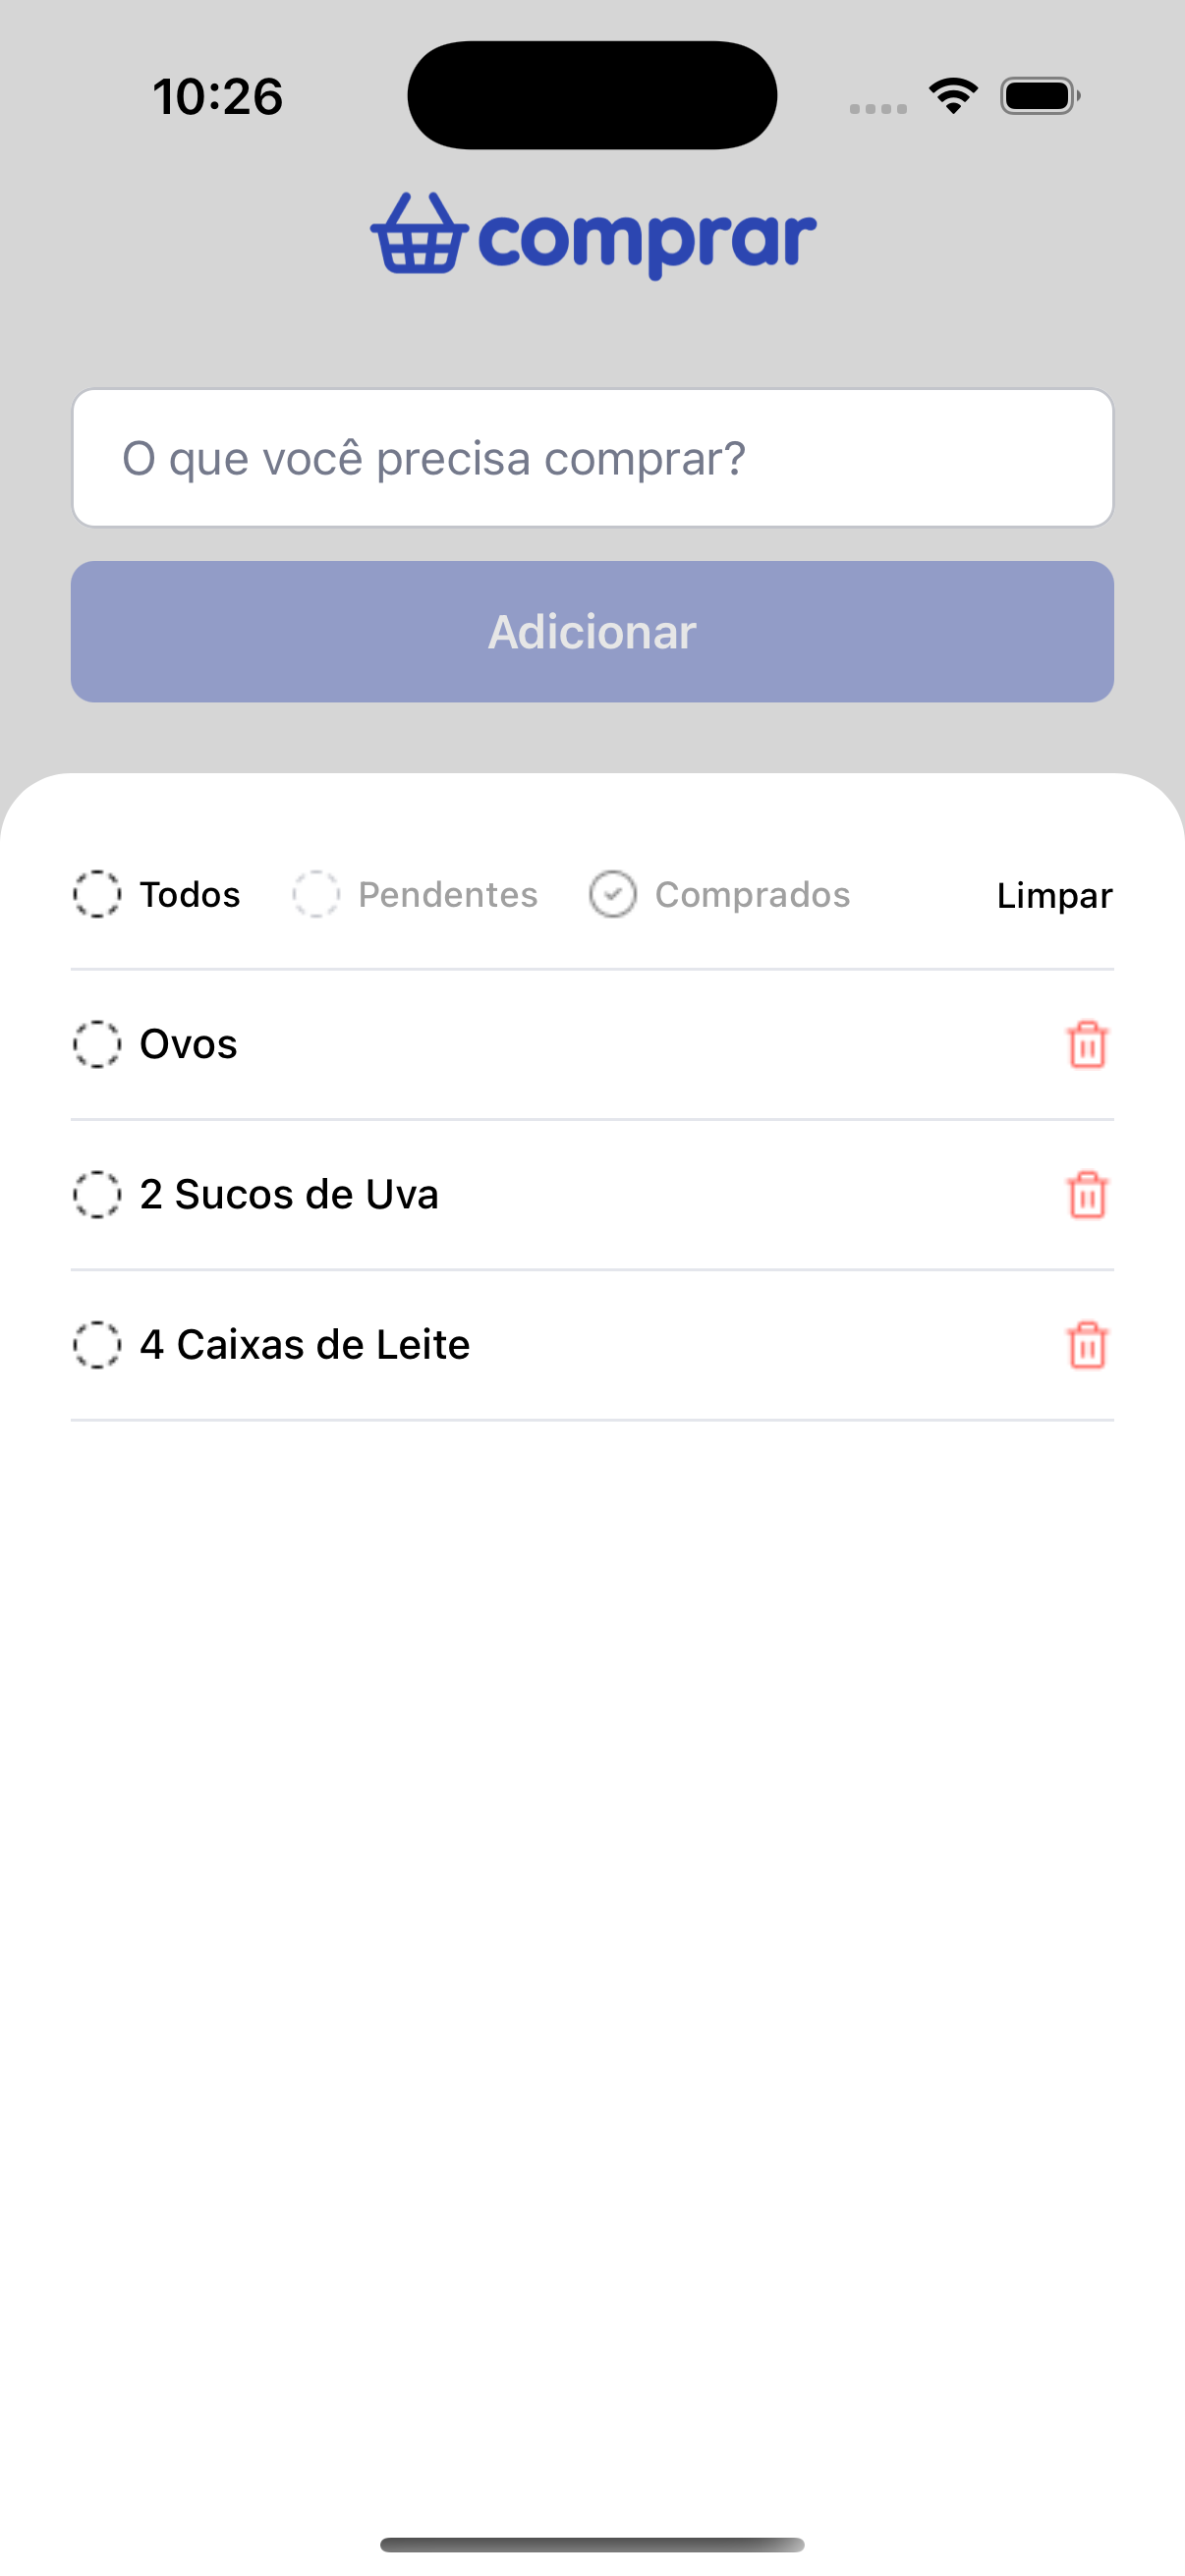 10:26
comprar
O que você precisa comprar?
Adicionar
Todos Pendentes Comprados Limpar
Ovos
2 Sucos de Uva
4 Caixas de Leite